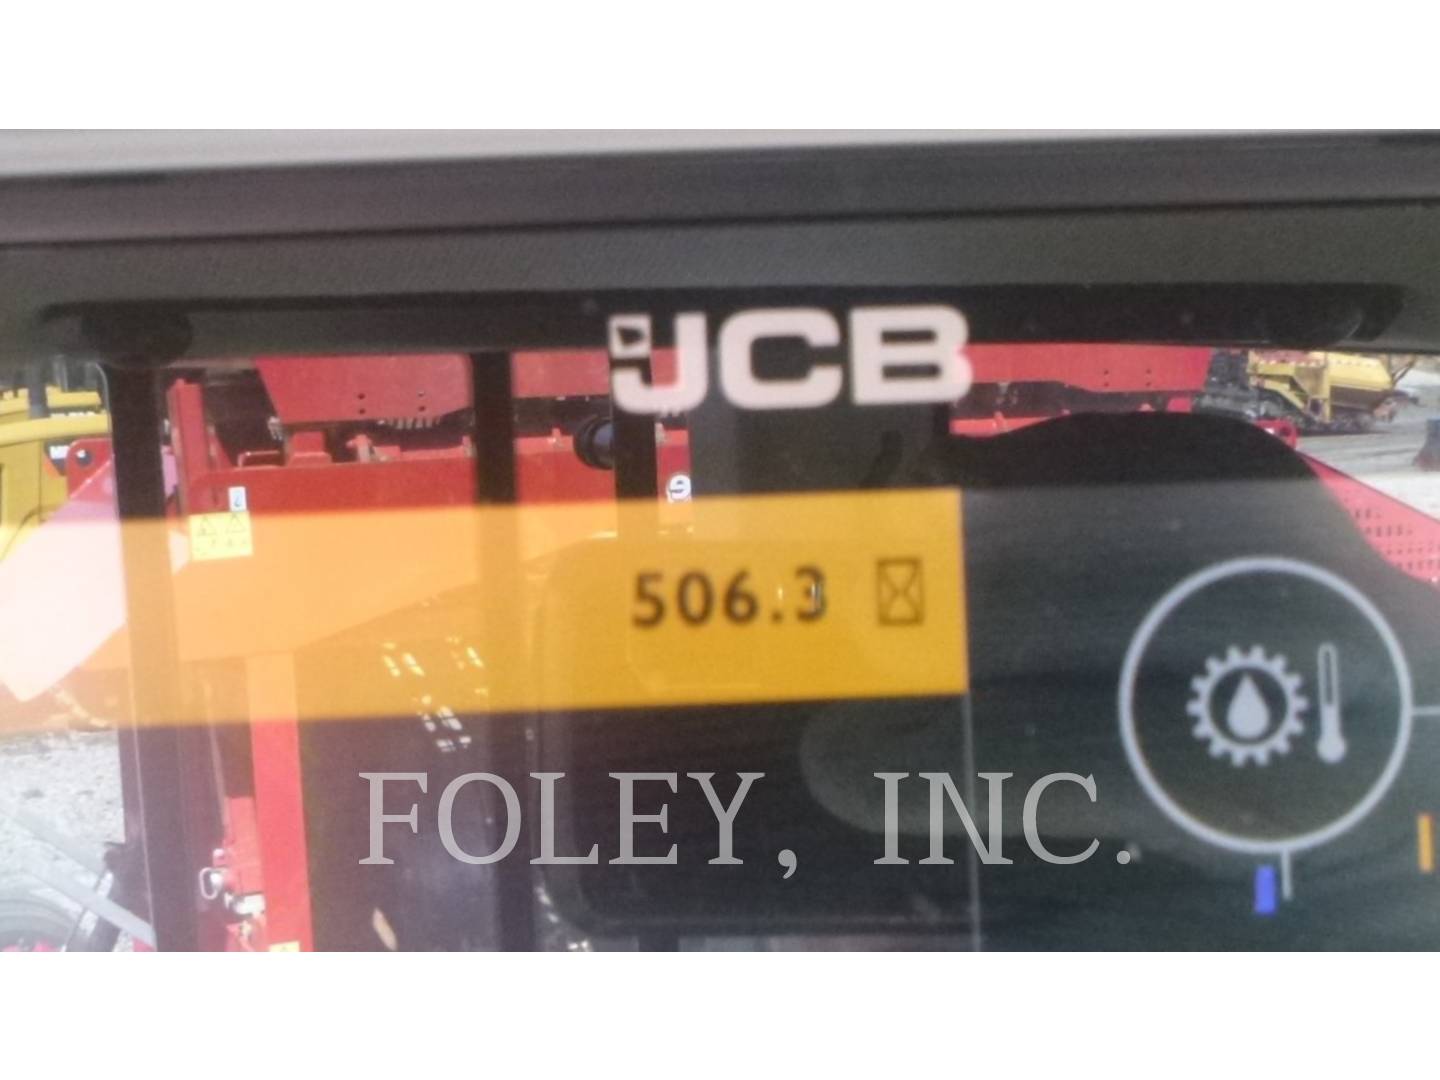 JCB
506.3
FOLEY, INC.